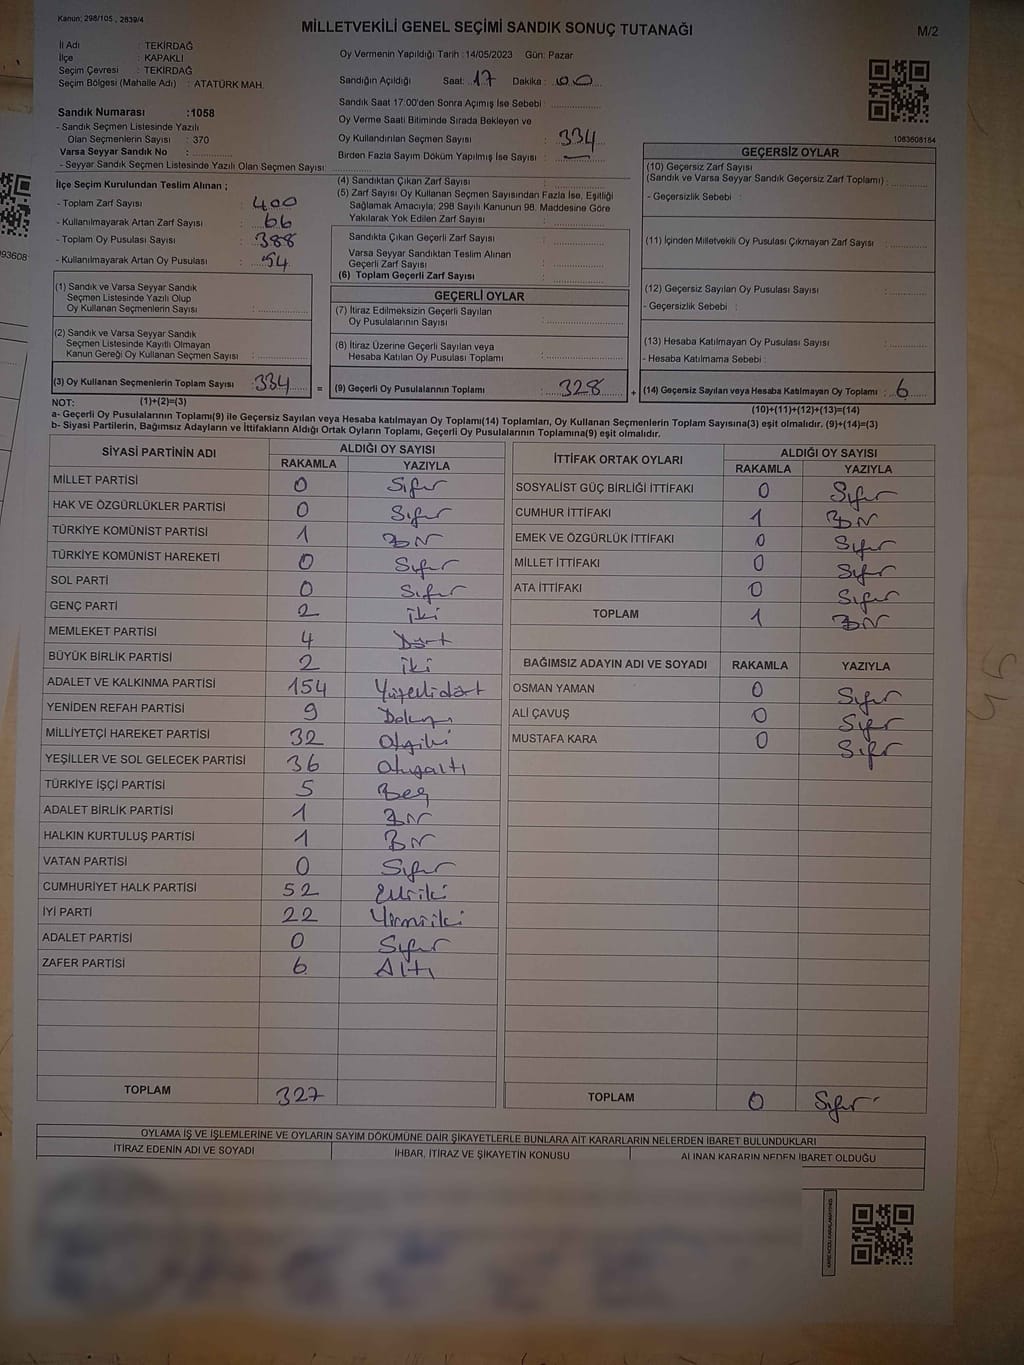 Kanun; 298/105 , 2839/4
MİLLETVEKİLİ GENEL SEÇİMİ SANDIK SONUÇ TUTANAĞI
M/2
İl Adı : TEKİRDAĞ
İlçe : KAPAKLI
Seçim Çevresi : TEKİRDAĞ
Seçim Bölgesi (Mahalle Adı) : ATATÜRK MAH.
Oy Vermenin Yapıldığı Tarih :14/05/2023 Gün: Pazar
Sandığın Açıldığı Saat: 17 Dakika : 00
Sandık Saat 17:00'den Sonra Açımış İse Sebebi :
Oy Verme Saati Bitiminde Sırada Bekleyen ve
Oy Kullandırılan Seçmen Sayısı : 334
Birden Fazla Sayım Döküm Yapılmış İse Sayısı : —
1083608184
Sandık Numarası :1058
- Sandık Seçmen Listesinde Yazılı
Olan Seçmenlerin Sayısı : 370
Varsa Seyyar Sandık No :
- Seyyar Sandık Seçmen Listesinde Yazılı Olan Seçmen Sayısı:
İlçe Seçim Kurulundan Teslim Alınan ;
- Toplam Zarf Sayısı : 400
- Kullanılmayarak Artan Zarf Sayısı : 66
- Toplam Oy Pusulası Sayısı : 388
- Kullanılmayarak Artan Oy Pusulası : 54
(1) Sandık ve Varsa Seyyar Sandık
Seçmen Listesinde Yazılı Olup
Oy Kullanan Seçmenlerin Sayısı :
(2) Sandık ve Varsa Seyyar Sandık
Seçmen Listesinde Kayıtlı Olmayan
Kanun Gereği Oy Kullanan Seçmen Sayısı :
(3) Oy Kullanan Seçmenlerin Toplam Sayısı : 334 =
(4) Sandıktan Çıkan Zarf Sayısı :
(5) Zarf Sayısı Oy Kullanan Seçmen Sayısından Fazla İse, Eşitliği
Sağlamak Amacıyla; 298 Sayılı Kanunun 98. Maddesine Göre
Yakılarak Yok Edilen Zarf Sayısı :
Sandıkta Çıkan Geçerli Zarf Sayısı :
Varsa Seyyar Sandıktan Teslim Alınan
Geçerli Zarf Sayısı :
(6) Toplam Geçerli Zarf Sayısı :
GEÇERLİ OYLAR
(7) İtiraz Edilmeksizin Geçerli Sayılan
Oy Pusulalarının Sayısı :
(8) İtiraz Üzerine Geçerli Sayılan veya
Hesaba Katılan Oy Pusulası Toplamı :
(9) Geçerli Oy Pusulalarının Toplamı : 328 +
GEÇERSİZ OYLAR
(10) Geçersiz Zarf Sayısı
(Sandık ve Varsa Seyyar Sandık Geçersiz Zarf Toplamı) :
- Geçersizlik Sebebi :
(11) İçinden Milletvekili Oy Pusulası Çıkmayan Zarf Sayısı :
(12) Geçersiz Sayılan Oy Pusulası Sayısı :
- Geçersizlik Sebebi :
(13) Hesaba Katılmayan Oy Pusulası Sayısı :
- Hesaba Katılmama Sebebi :
(14) Geçersiz Sayılan veya Hesaba Katılmayan Oy Toplamı : 6
NOT: (1)+(2)=(3)
(10)+(11)+(12)+(13)=(14)
a- Geçerli Oy Pusulalarının Toplamı(9) ile Geçersiz Sayılan veya Hesaba katılmayan Oy Toplamı(14) Toplamları, Oy Kullanan Seçmenlerin Toplam Sayısına(3) eşit olmalıdır. (9)+(14)=(3)
b- Siyasi Partilerin, Bağımsız Adayların ve İttifakların Aldığı Ortak Oyların Toplamı, Geçerli Oy Pusulalarının Toplamına(9) eşit olmalıdır.
SİYASİ PARTİNİN ADI ALDIĞI OY SAYISI
RAKAMLA YAZIYLA
MİLLET PARTİSİ 0 Sıfır
HAK VE ÖZGÜRLÜKLER PARTİSİ 0 Sıfır
TÜRKİYE KOMÜNİST PARTİSİ 1 Bir
TÜRKİYE KOMÜNİST HAREKETİ 0 Sıfır
SOL PARTİ 0 Sıfır
GENÇ PARTİ 2 iki
MEMLEKET PARTİSİ 4 Dört
BÜYÜK BİRLİK PARTİSİ 2 iki
ADALET VE KALKINMA PARTİSİ 154 Yüzellidört
YENİDEN REFAH PARTİSİ 9 Dokuz
MİLLİYETÇİ HAREKET PARTİSİ 32 Otuziki
YEŞİLLER VE SOL GELECEK PARTİSİ 36 Otuzaltı
TÜRKİYE İŞÇİ PARTİSİ 5 Beş
ADALET BİRLİK PARTİSİ 1 Bir
HALKIN KURTULUŞ PARTİSİ 1 Bir
VATAN PARTİSİ 0 Sıfır
CUMHURİYET HALK PARTİSİ 52 Elliiki
İYİ PARTİ 22 Yirmiiki
ADALET PARTİSİ 0 Sıfır
ZAFER PARTİSİ 6 Altı
TOPLAM 327
İTTİFAK ORTAK OYLARI ALDIĞI OY SAYISI
RAKAMLA YAZIYLA
SOSYALİST GÜÇ BİRLİĞİ İTTİFAKI 0 Sıfır
CUMHUR İTTİFAKI 1 Bir
EMEK VE ÖZGÜRLÜK İTTİFAKI 0 Sıfır
MİLLET İTTİFAKI 0 Sıfır
ATA İTTİFAKI 0 Sıfır
TOPLAM 1 Bir
BAĞIMSIZ ADAYIN ADI VE SOYADI RAKAMLA YAZIYLA
OSMAN YAMAN 0 Sıfır
ALİ ÇAVUŞ 0 Sıfır
MUSTAFA KARA 0 Sıfır
TOPLAM 0 Sıfır
OYLAMA İŞ VE İŞLEMLERİNE VE OYLARIN SAYIM DÖKÜMÜNE DAİR ŞİKAYETLERLE BUNLARA AİT KARARLARIN NELERDEN İBARET BULUNDUKLARI
İTİRAZ EDENİN ADI VE SOYADI İHBAR, İTİRAZ VE ŞİKAYETİN KONUSU ALINAN KARARIN NEDEN İBARET OLDUĞU